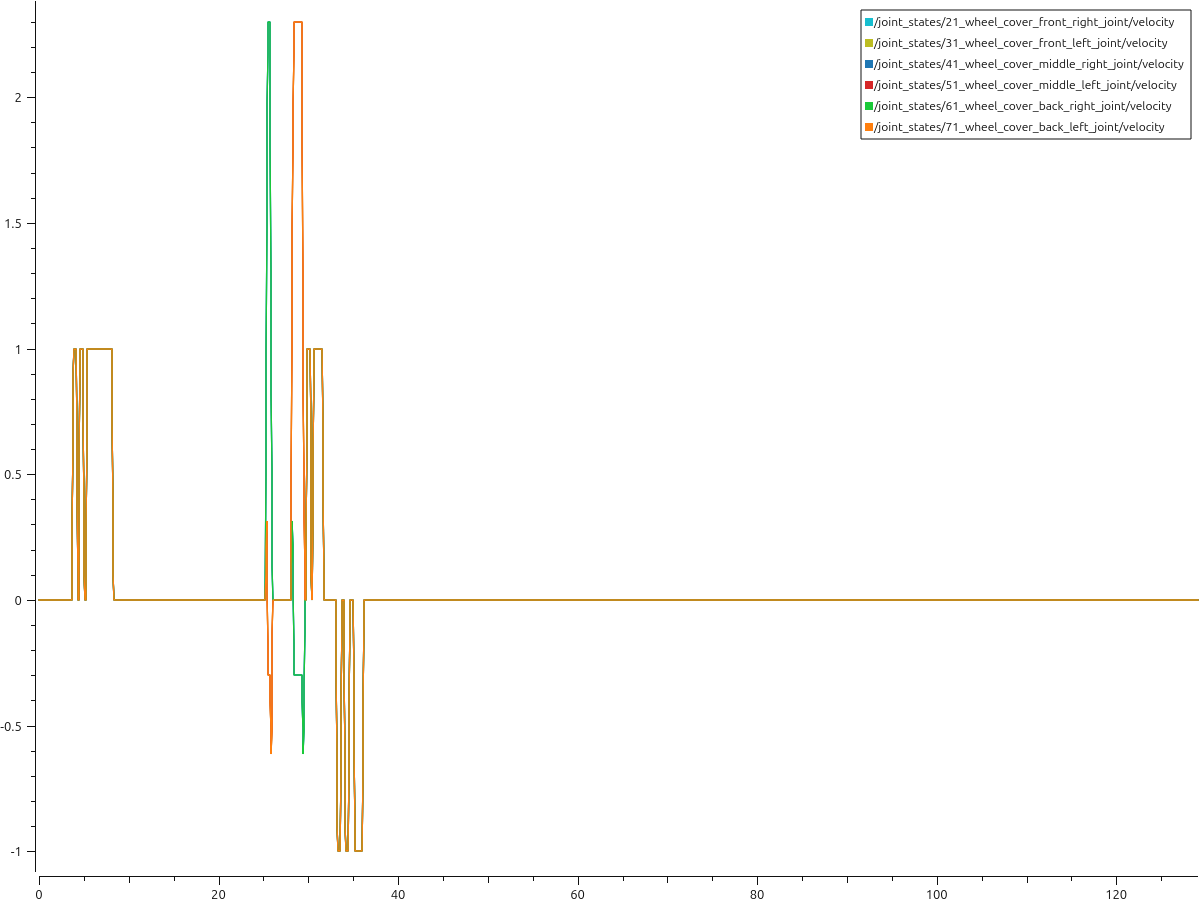 /joint_states/21_wheel_cover_front_right_joint/velocity
/joint_states/31_wheel_cover_front_left_joint/velocity
/joint_states/41_wheel_cover_middle_right_joint/velocity
/joint_states/51_wheel_cover_middle_left_joint/velocity
/joint_states/61_wheel_cover_back_right_joint/velocity
/joint_states/71_wheel_cover_back_left_joint/velocity
2
1.5
1
0.5
0
-0.5
-1
0 20 40 60 80 100 120